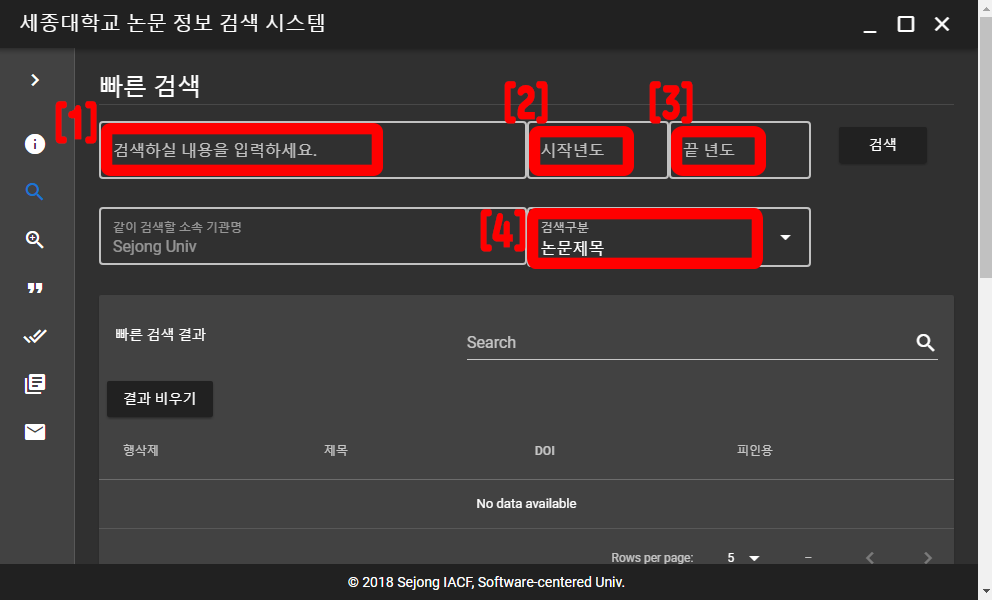 세종대학교 논문 정보 검색 시스템
빠른 검색
[1] [2] [3]
검색하실 내용을 입력하세요. 시작년도 끝 년도 검색
같이 검색할 소속 기관명
Sejong Univ
[4]
검색구분
논문제목
빠른 검색 결과
Search
결과 비우기
행삭제 제목 DOI 피인용
No data available
Rows per page: 5 –
© 2018 Sejong IACF, Software-centered Univ.